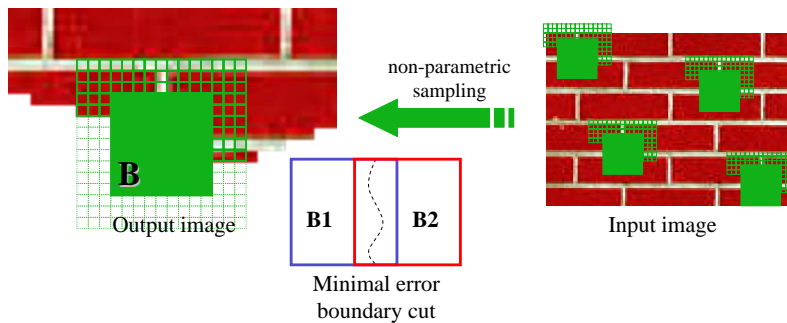 non-parametric
sampling
B
B1
B2
Output image
Input image
Minimal error
boundary cut